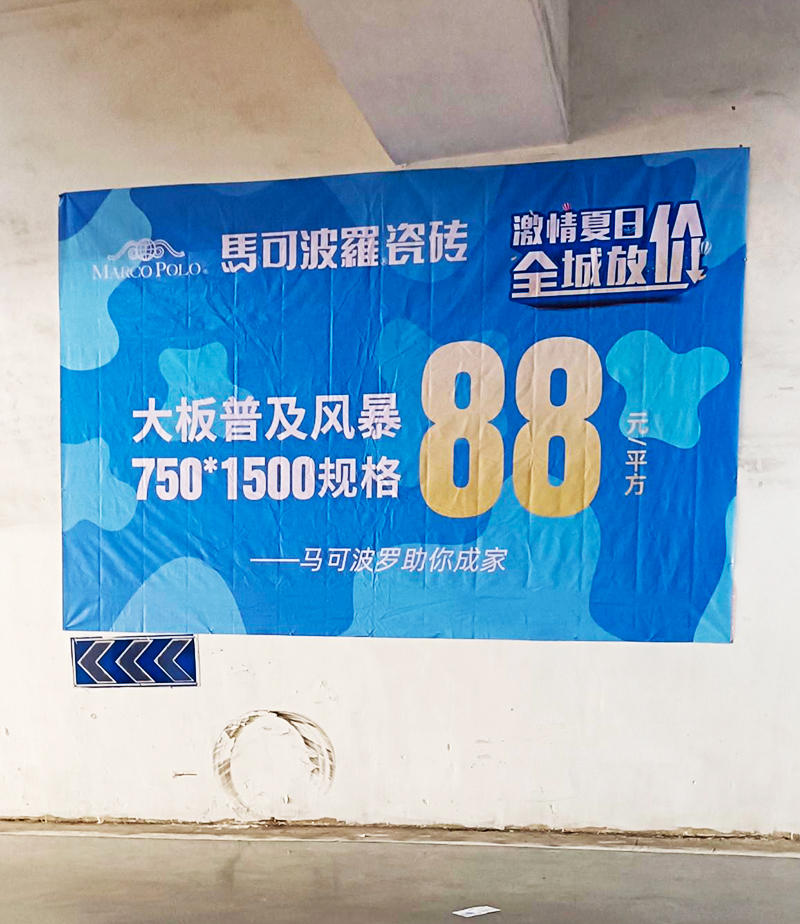 MARCO POLO
馬可波羅瓷砖
激情夏日
全城放价
大板普及风暴
750*1500规格
88
元/平方
——马可波罗助你成家